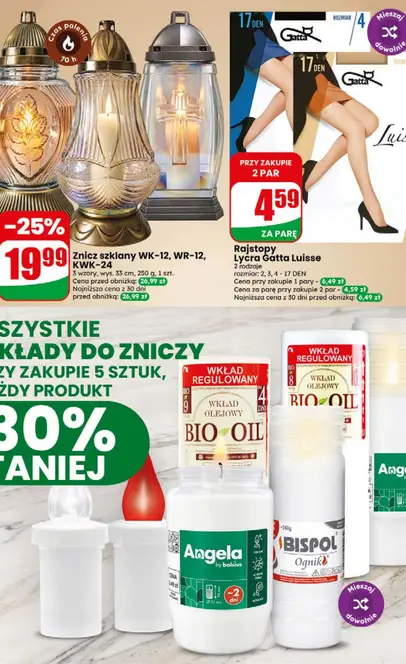 Czas palenia
70 h
17 DEN
ROZMIAR
4
Gatta
Mieszaj
dowolnie
17 DEN
Gatta
Luis
PRZY ZAKUPIE
2 PAR
4 59
ZA PARĘ
-25%
19 99
Znicz szklany WK-12, WR-12,
KWK-24
3 wzory, wys. 33 cm, 250 g, 1 szt.
Cena przed obniżką: 26,99 zł
Najniższa cena z 30 dni
przed obniżką: 26,99 zł
Rajstopy
Lycra Gatta Luisse
2 rodzaje
rozmiar: 2, 3, 4 - 17 DEN
Cena przy zakupie 1 pary - 6,49 zł
Cena za parę przy zakupie 2 par - 4,59 zł
Najniższa cena z 30 dni przed obniżką: 6,49 zł
SZYSTKIE
KŁADY DO ZNICZY
ZY ZAKUPIE 5 SZTUK,
ŻDY PRODUKT
30%
TANIEJ
WKŁAD
REGULOWANY
WKŁAD
OLEJOWY
BIO OIL
4 DNI
WKŁAD
REGULOWANY
WKŁAD
OLEJOWY
BIO OIL
Angela
by bolsius
~2
dni
BISPOL
Ognik
Ang
Mieszaj
dowolnie